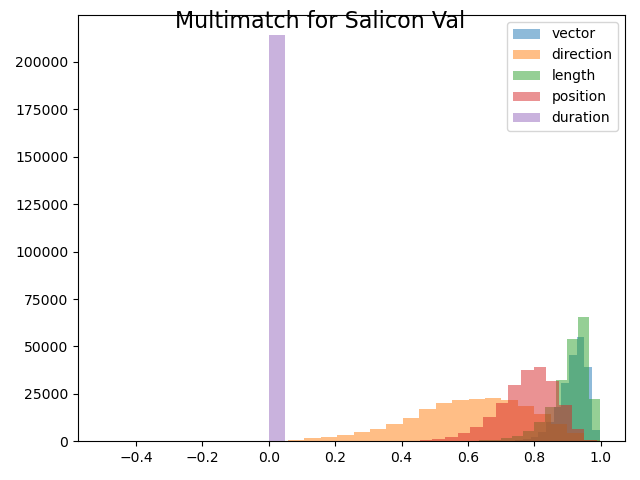 Multimatch for Salicon Val
vector
direction
length
position
duration
200000
175000
150000
125000
100000
75000
50000
25000
0
−0.4 −0.2 0.0 0.2 0.4 0.6 0.8 1.0